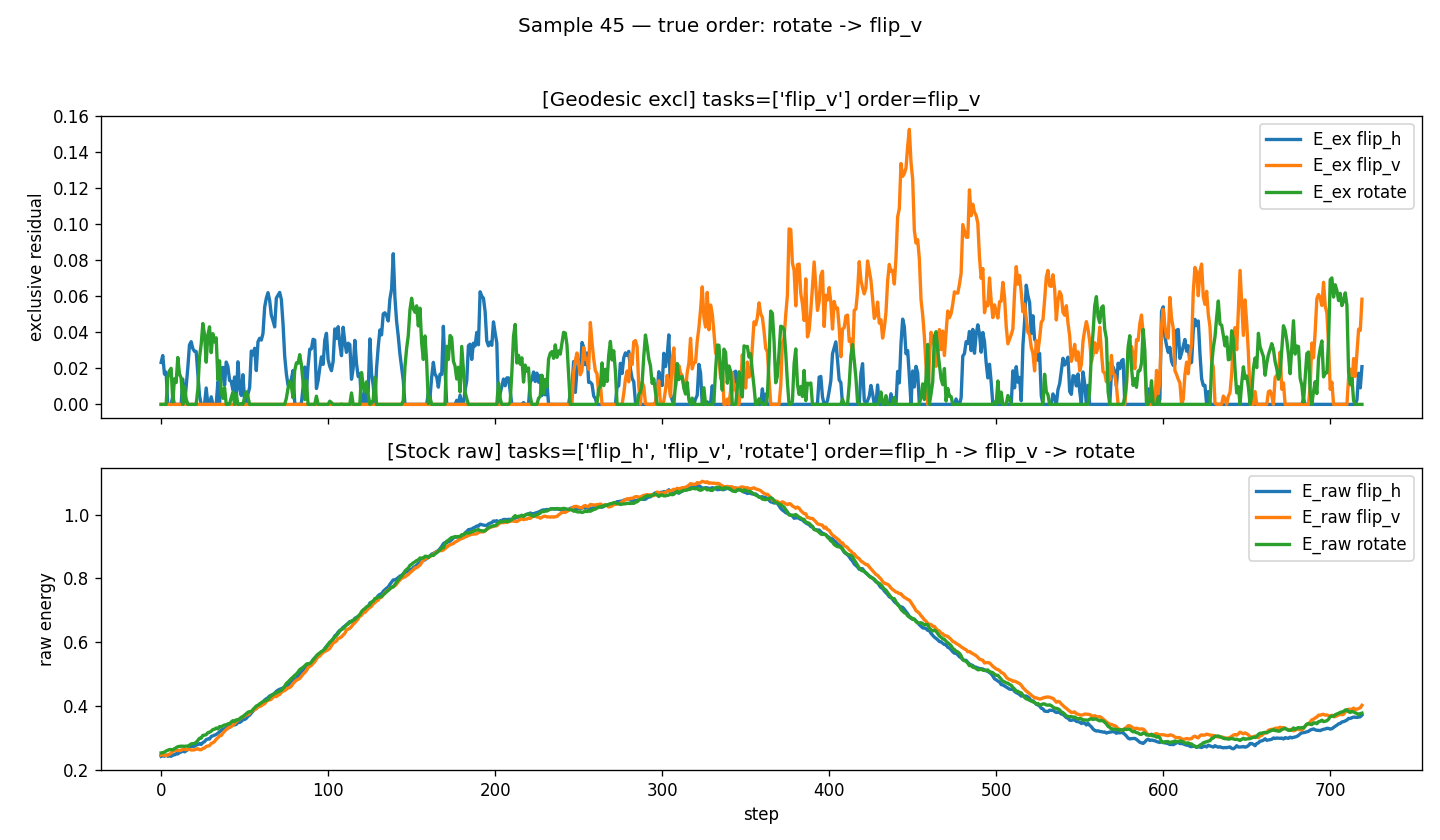 Sample 45 — true order: rotate -> flip_v
[Geodesic excl] tasks=['flip_v'] order=flip_v
exclusive residual
0.16
0.14
0.12
0.10
0.08
0.06
0.04
0.02
0.00
E_ex flip_h
E_ex flip_v
E_ex rotate
[Stock raw] tasks=['flip_h', 'flip_v', 'rotate'] order=flip_h -> flip_v -> rotate
raw energy
1.0
0.8
0.6
0.4
0.2
E_raw flip_h
E_raw flip_v
E_raw rotate
0 100 200 300 400 500 600 700
step